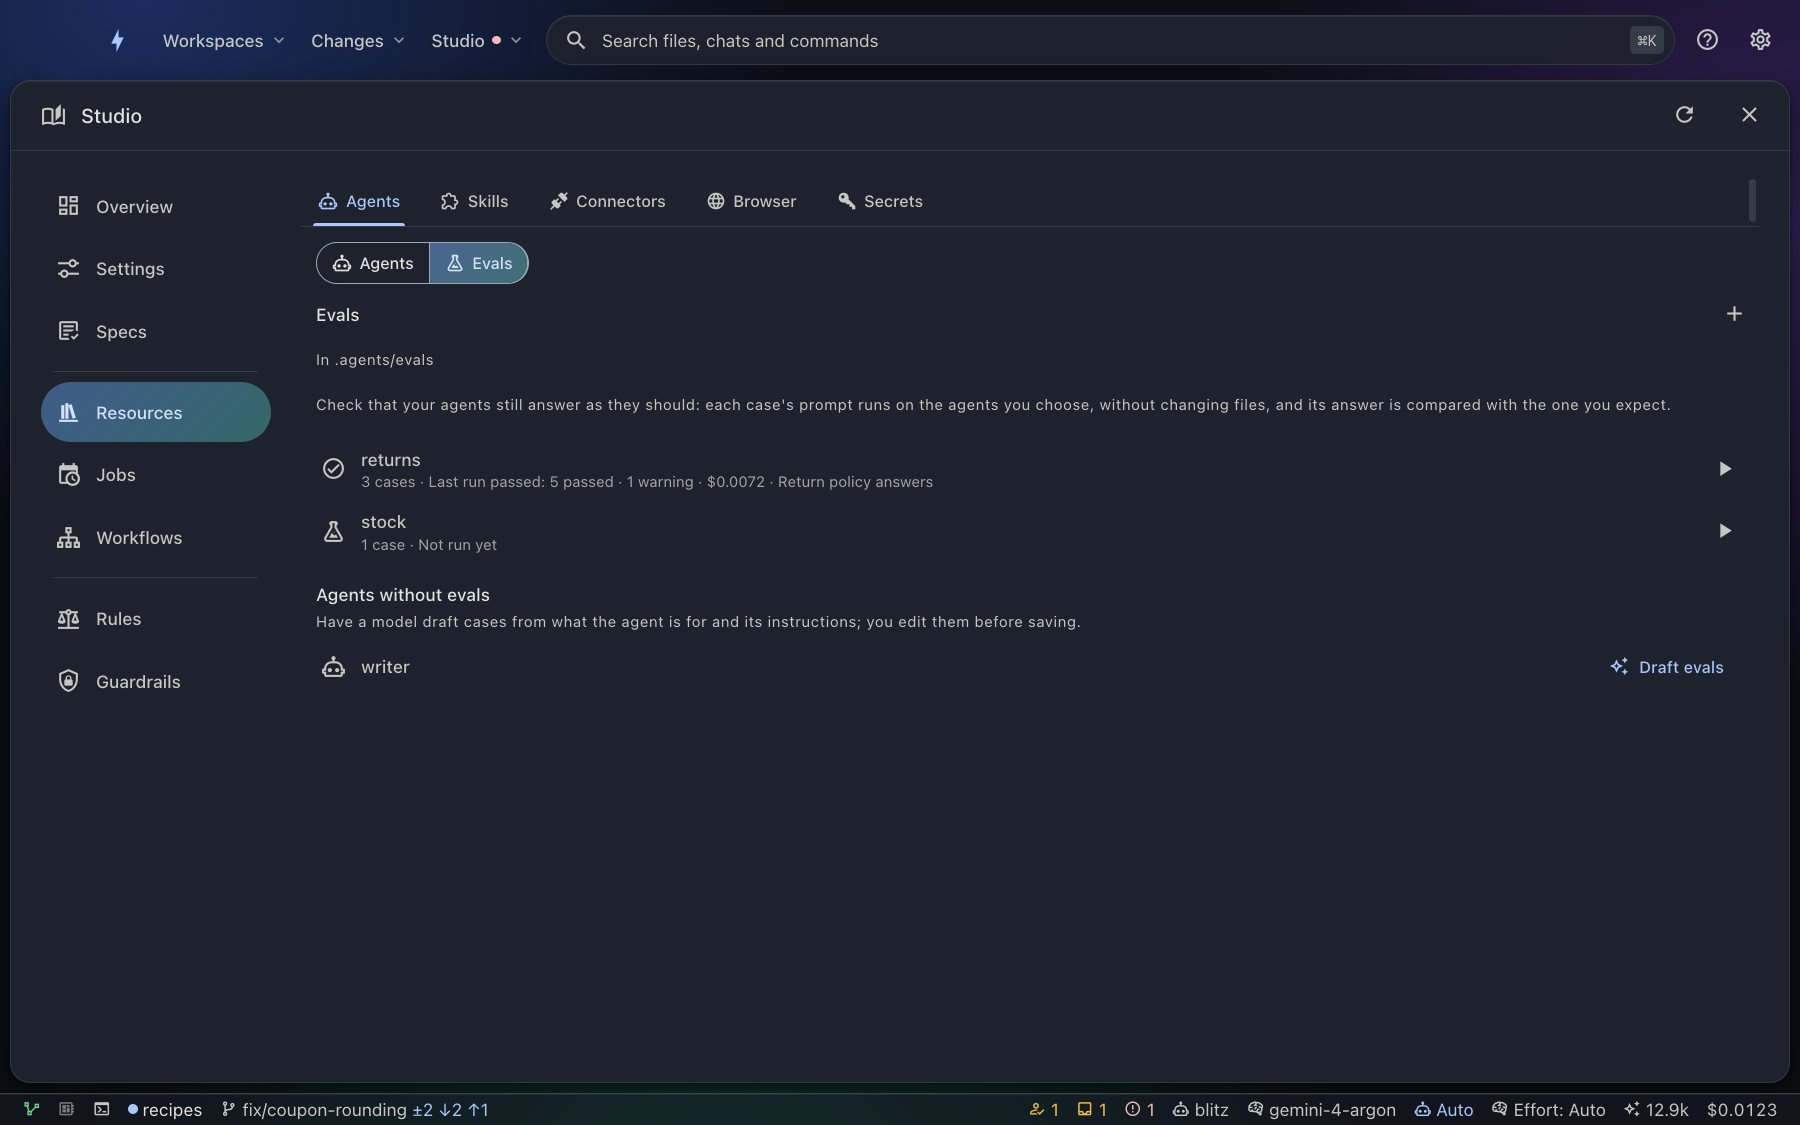 Workspaces Changes Studio Search files, chats and commands ⌘K
Studio
Overview
Settings
Specs
Resources
Jobs
Workflows
Rules
Guardrails
Agents Skills Connectors Browser Secrets
Agents Evals
Evals
In .agents/evals
Check that your agents still answer as they should: each case's prompt runs on the agents you choose, without changing files, and its answer is compared with the one you expect.
returns
3 cases · Last run passed: 5 passed · 1 warning · $0.0072 · Return policy answers
stock
1 case · Not run yet
Agents without evals
Have a model draft cases from what the agent is for and its instructions; you edit them before saving.
writer Draft evals
recipes fix/coupon-rounding ±2 ↓2 ↑1 1 1 1 blitz gemini-4-argon Auto Effort: Auto 12.9k $0.0123